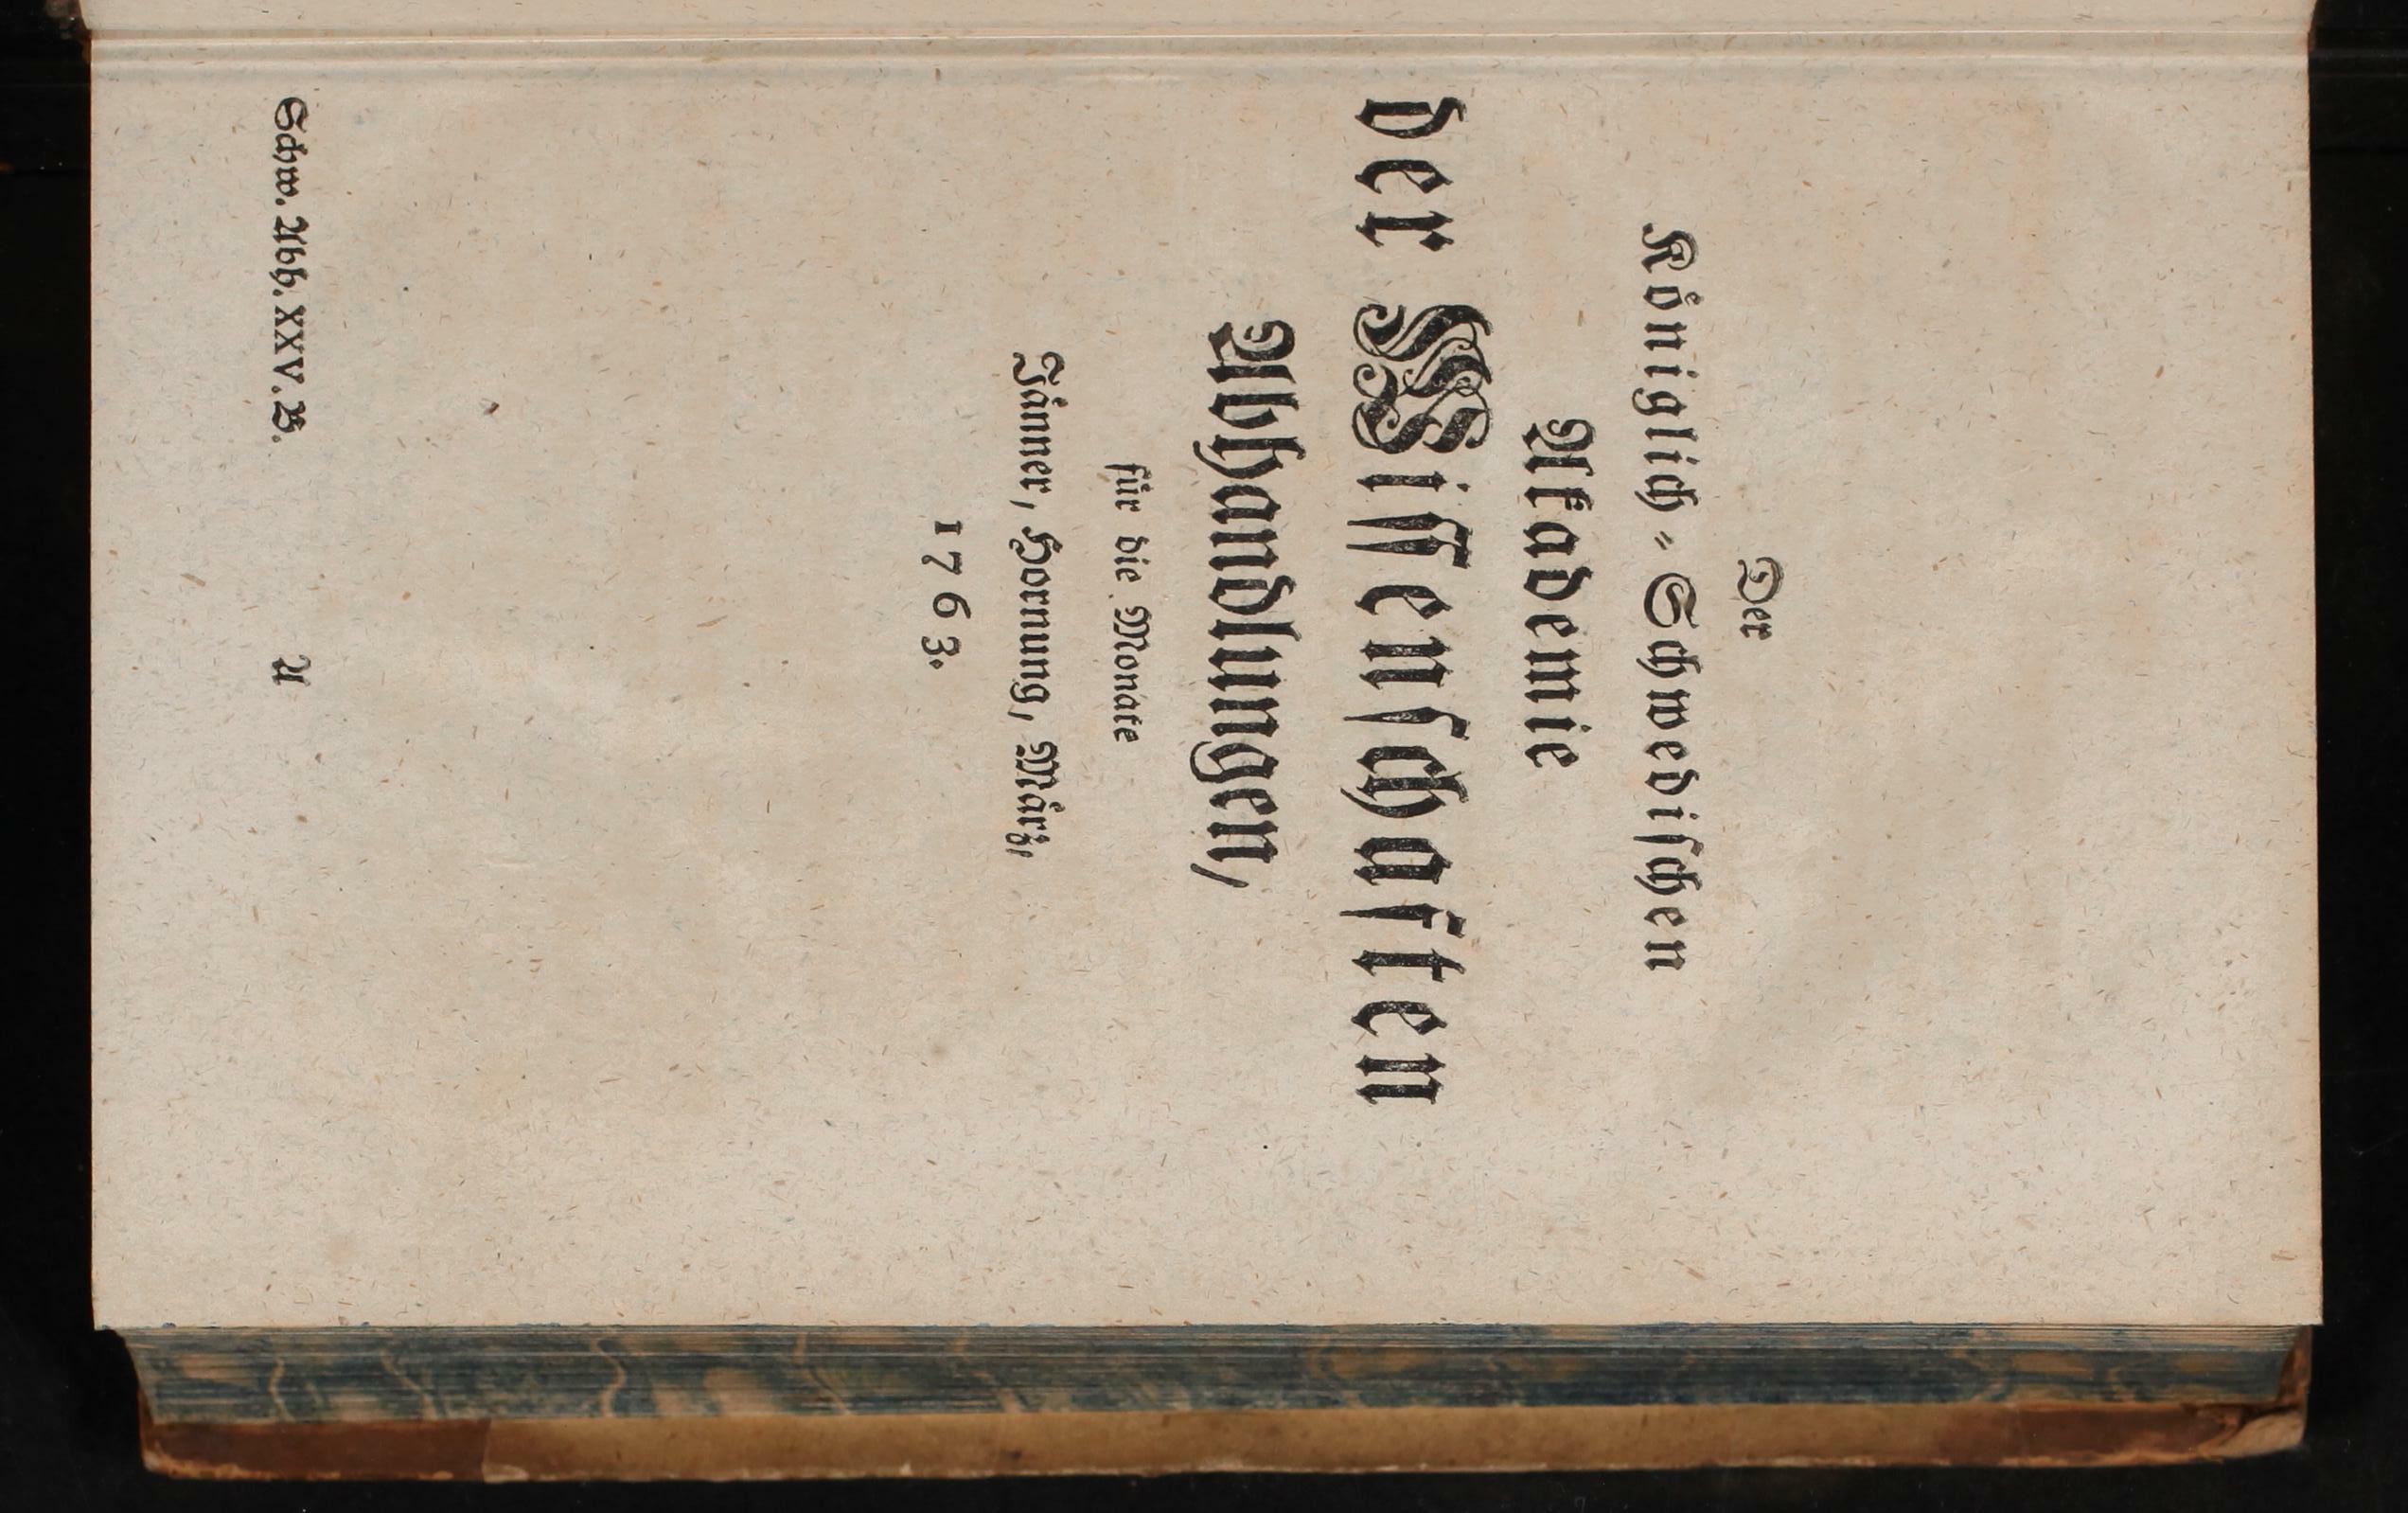 Der
Königlich-Schwedischen
Akademie
der Wissenschaften
Abhandlungen,
für die Monate
Jänner, Hornung, März,
1763.
Schw. Abh. XXV. B. A